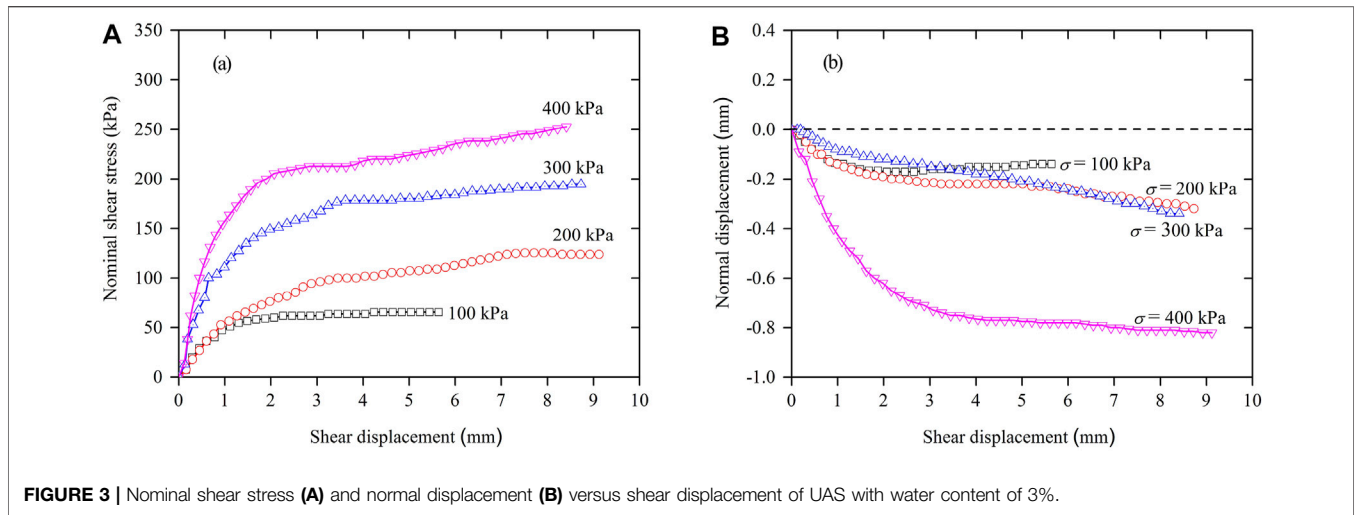 A
(a)
350
300
250
200
150
100
50
0
Nominal shear stress (kPa)
400 kPa
300 kPa
200 kPa
100 kPa
0 1 2 3 4 5 6 7 8 9 10
Shear displacement (mm)
B
(b)
0.4
0.2
0.0
-0.2
-0.4
-0.6
-0.8
-1.0
Normal displacement (mm)
σ = 100 kPa
σ = 200 kPa
σ = 300 kPa
σ = 400 kPa
0 1 2 3 4 5 6 7 8 9 10
Shear displacement (mm)
FIGURE 3 | Nominal shear stress (A) and normal displacement (B) versus shear displacement of UAS with water content of 3%.